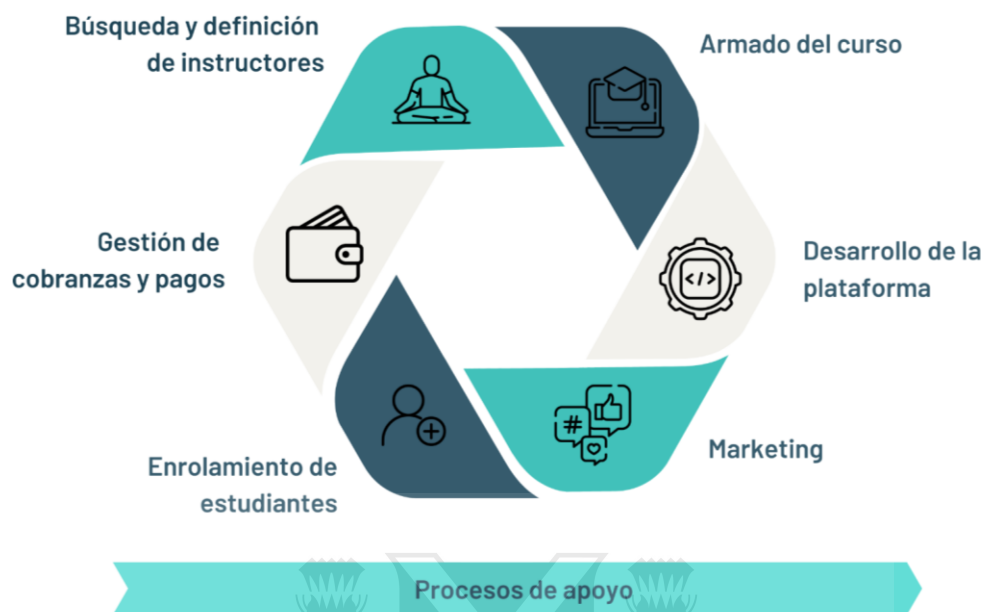 Búsqueda y definición
de instructores
Armado del curso
Gestión de
cobranzas y pagos
Desarrollo de la
plataforma
</>
#
Marketing
Enrolamiento de
estudiantes
Procesos de apoyo